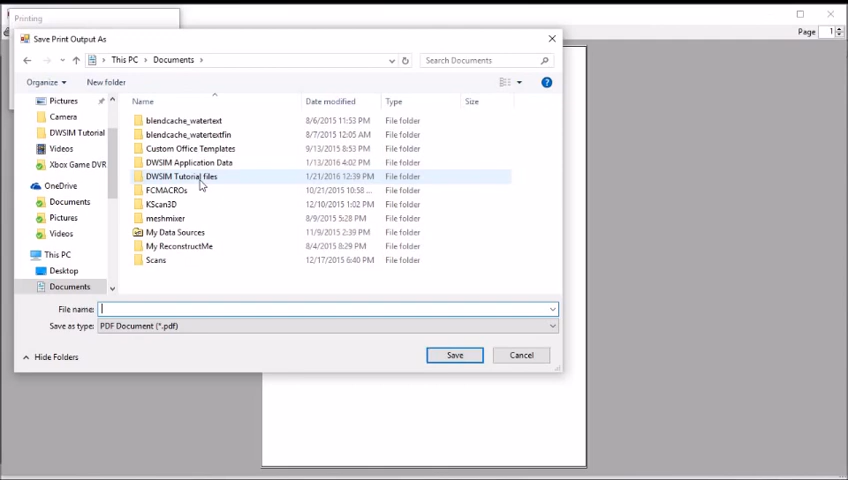 Printing
Save Print Output As
Page 1
This PC > Documents >
Search Documents
Organize
New folder
Name
Date modified
Type
Size
Pictures
Camera
DWSIM Tutorial
Videos
Xbox Game DVR
OneDrive
Documents
Pictures
Videos
This PC
Desktop
Documents
blendcache_watertext 8/6/2015 11:53 PM File folder
blendcache_watertextfin 8/7/2015 12:05 AM File folder
Custom Office Templates 9/13/2015 8:53 PM File folder
DWSIM Application Data 1/13/2016 4:02 PM File folder
DWSIM Tutorial files 1/21/2016 12:39 PM File folder
FCMACROs 10/21/2015 10:58 ... File folder
KScan3D 12/10/2015 1:02 PM File folder
meshmixer 8/9/2015 5:28 PM File folder
My Data Sources 11/9/2015 2:39 PM File folder
My ReconstructMe 8/4/2015 8:29 PM File folder
Scans 12/17/2015 6:40 PM File folder
File name:
Save as type: PDF Document (*.pdf)
Hide Folders
Save
Cancel